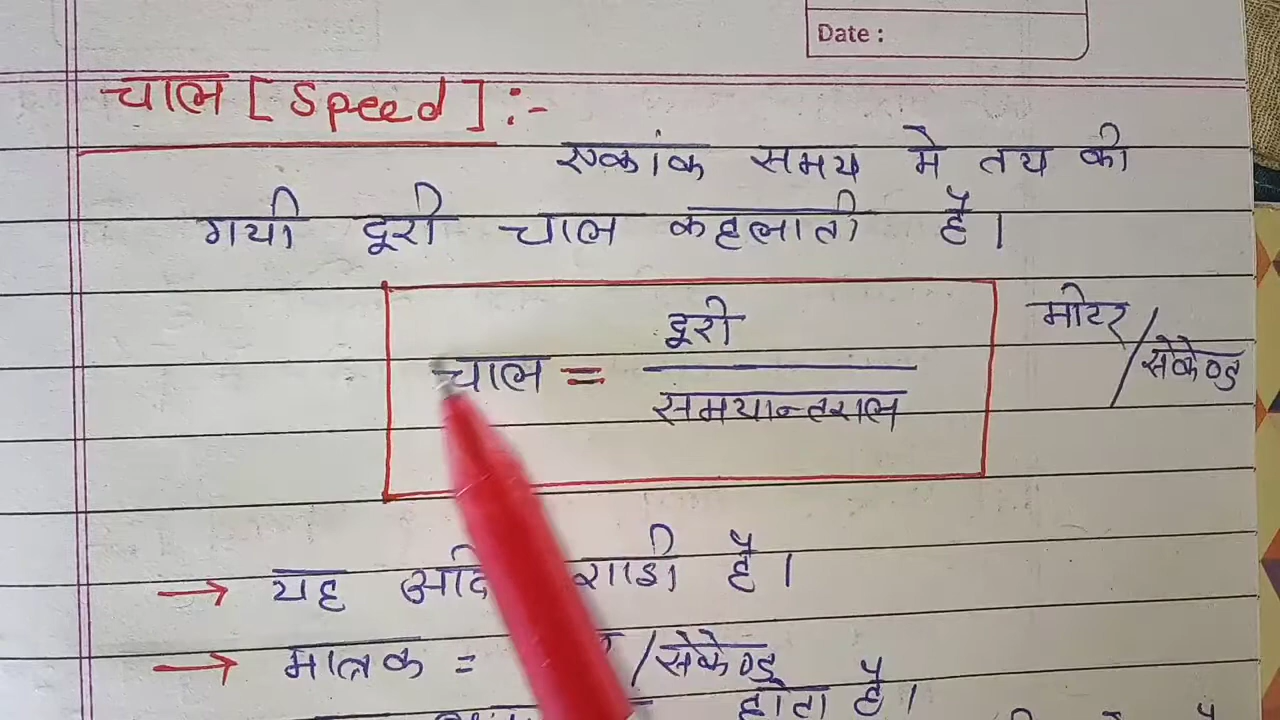 Date :
चाल [ Speed ] :-
एकांक समय मे तय की
गयी दूरी चाल कहलाती है।
दूरी
चाल = मीटर/सेकेण्ड
समयान्तराल
→ यह राशी है।
→ मात्रक = /सेकेण्ड
होता है।